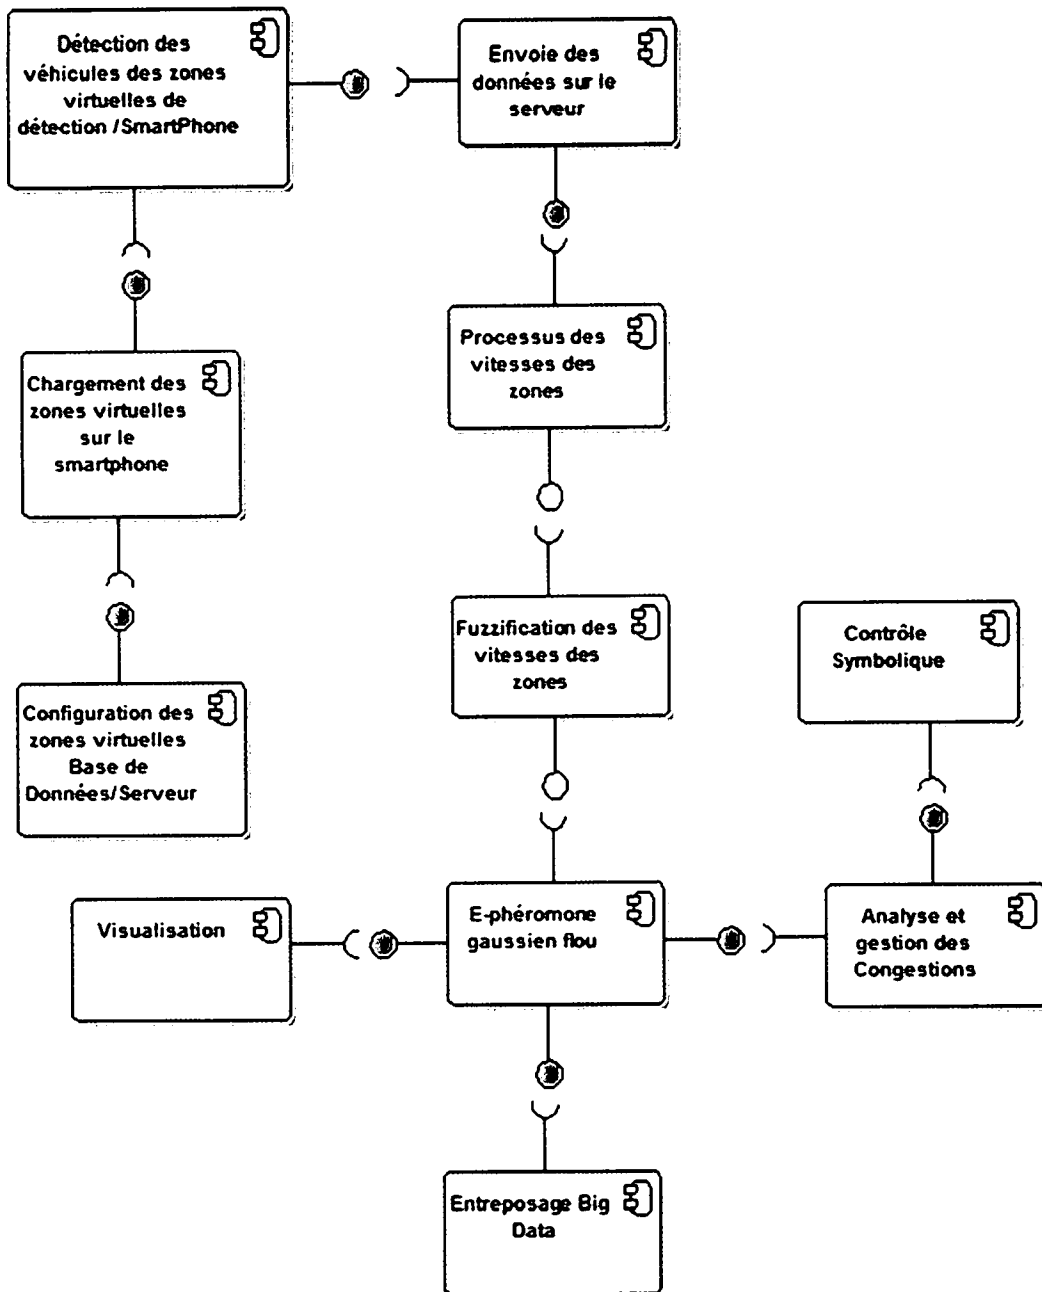 Détection des
véhicules des zones
virtuelles de
détection /SmartPhone
Envoie des
données sur le
serveur
Processus des
vitesses des
zones
Chargement des
zones virtuelles
sur le
smartphone
Fuzzification des
vitesses des
zones
Contrôle
Symbolique
Configuration des
zones virtuelles
Base de
Données/Serveur
Visualisation
E-phéromone
gaussien flou
Analyse et
gestion des
Congestions
Entreposage Big
Data